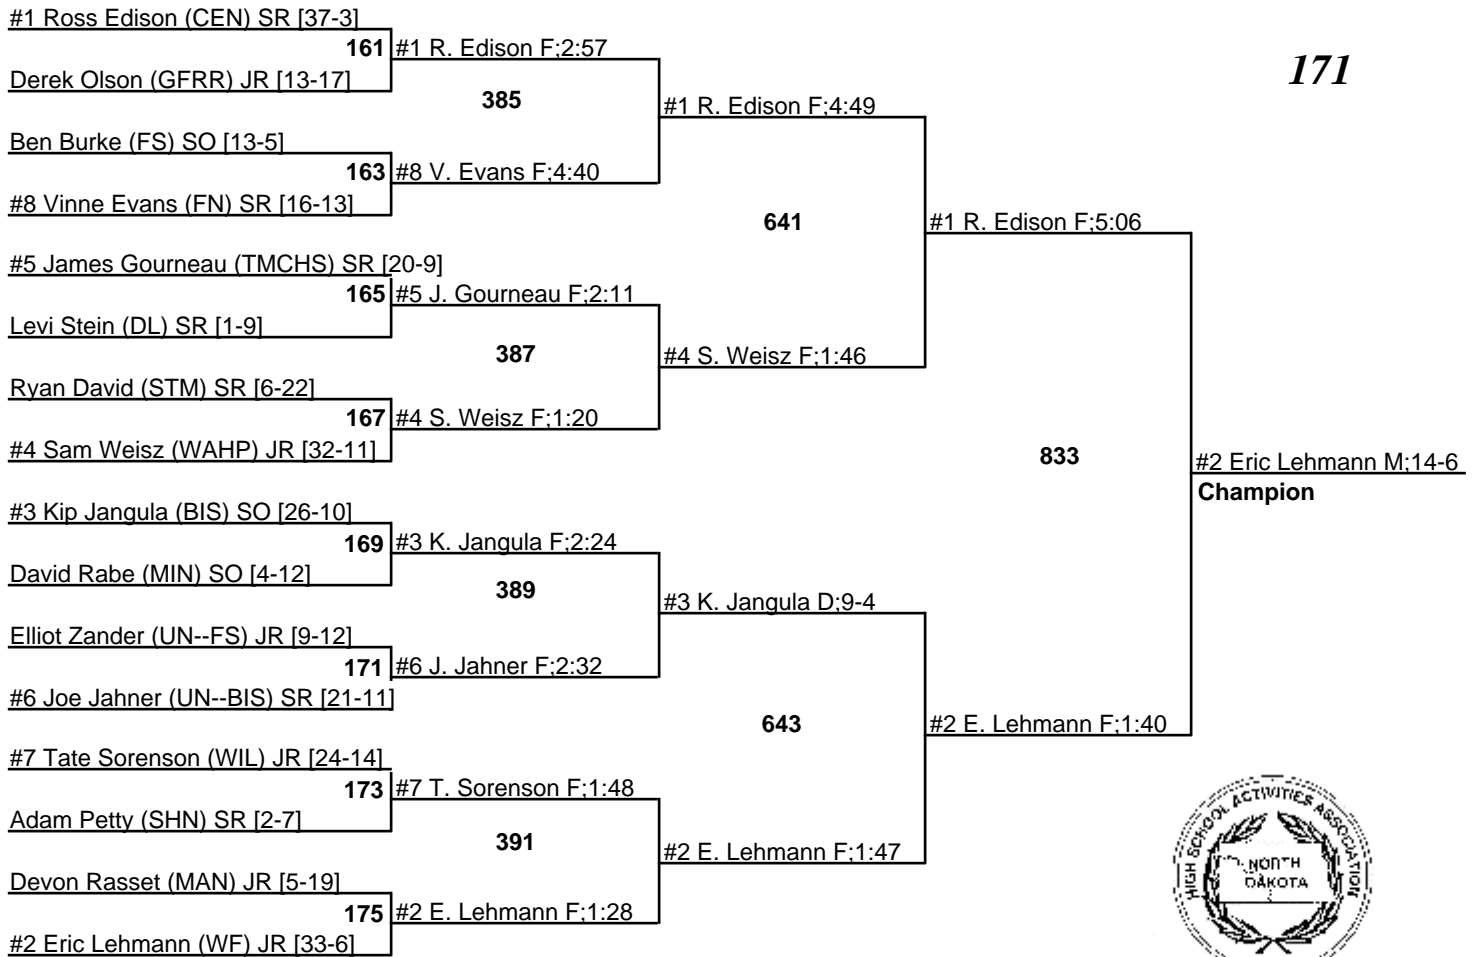 #1 Ross Edison (CEN) SR [37-3]
161 #1 R. Edison F;2:57
171
Derek Olson (GFRR) JR [13-17]
385
#1 R. Edison F;4:49
Ben Burke (FS) SO [13-5]
163 #8 V. Evans F;4:40
#8 Vinne Evans (FN) SR [16-13]
641
#1 R. Edison F;5:06
#5 James Gourneau (TMCHS) SR [20-9]
165 #5 J. Gourneau F;2:11
Levi Stein (DL) SR [1-9]
387
#4 S. Weisz F;1:46
Ryan David (STM) SR [6-22]
167 #4 S. Weisz F;1:20
#4 Sam Weisz (WAHP) JR [32-11]
833
#2 Eric Lehmann M;14-6
Champion
#3 Kip Jangula (BIS) SO [26-10]
169 #3 K. Jangula F;2:24
David Rabe (MIN) SO [4-12]
389
#3 K. Jangula D;9-4
Elliot Zander (UN--FS) JR [9-12]
171 #6 J. Jahner F;2:32
#6 Joe Jahner (UN--BIS) SR [21-11]
643
#2 E. Lehmann F;1:40
#7 Tate Sorenson (WIL) JR [24-14]
173 #7 T. Sorenson F;1:48
Adam Petty (SHN) SR [2-7]
391
#2 E. Lehmann F;1:47
Devon Rasset (MAN) JR [5-19]
175 #2 E. Lehmann F;1:28
#2 Eric Lehmann (WF) JR [33-6]
HIGH SCHOOL ACTIVITIES ASSOCIATION
NORTH
DAKOTA